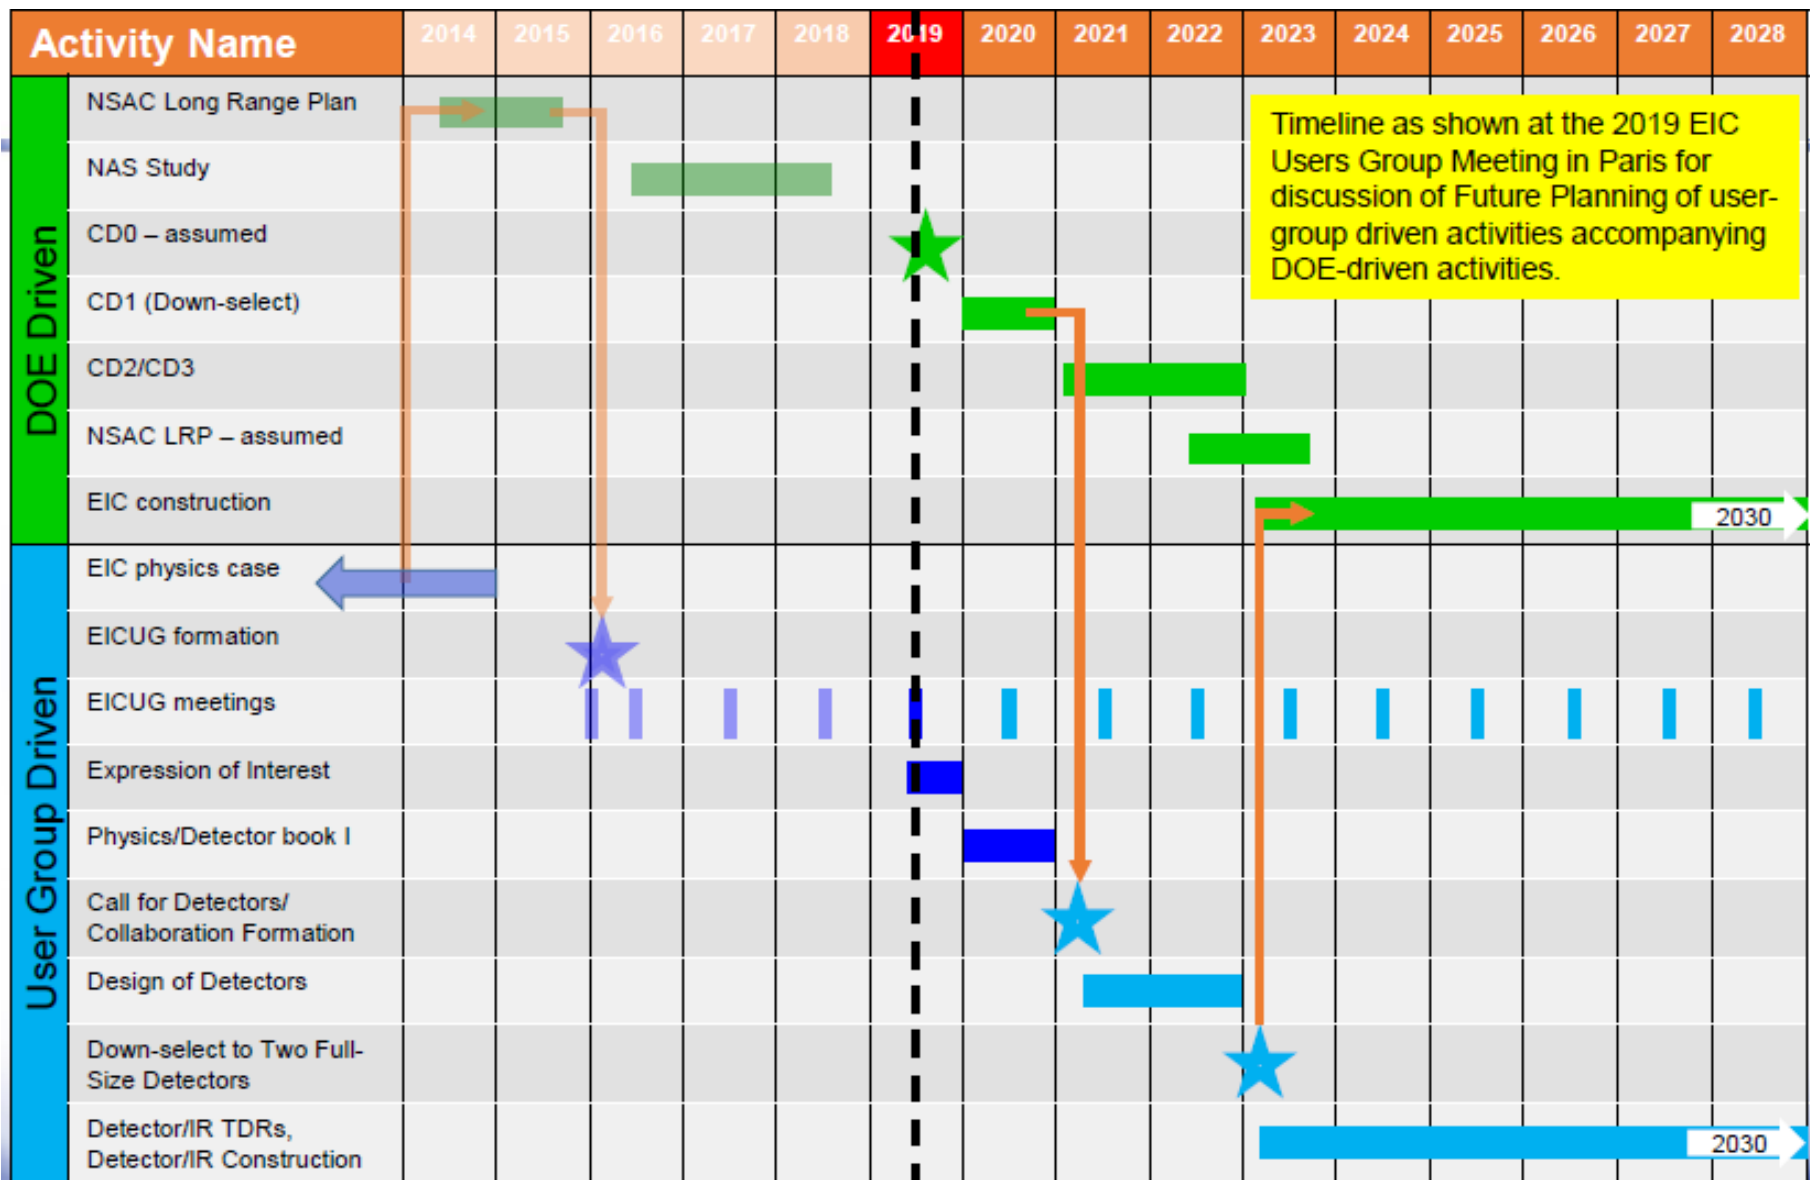 Activity Name 2014 2015 2016 2017 2018 2019 2020 2021 2022 2023 2024 2025 2026 2027 2028
DOE Driven
NSAC Long Range Plan
Timeline as shown at the 2019 EIC
Users Group Meeting in Paris for
discussion of Future Planning of user-
group driven activities accompanying
DOE-driven activities.
NAS Study
CD0 – assumed
CD1 (Down-select)
CD2/CD3
NSAC LRP – assumed
EIC construction
2030
User Group Driven
EIC physics case
EICUG formation
EICUG meetings
Expression of Interest
Physics/Detector book I
Call for Detectors/
Collaboration Formation
Design of Detectors
Down-select to Two Full-
Size Detectors
Detector/IR TDRs,
Detector/IR Construction
2030